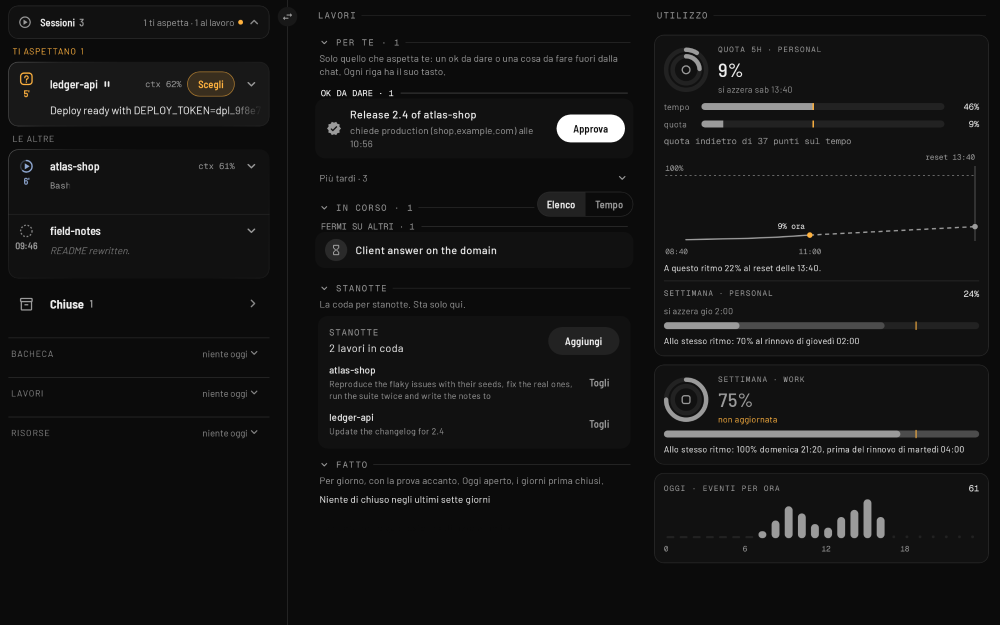 Sessioni 3
1 ti aspetta · 1 al lavoro
TI ASPETTANO 1
5'
ledger-api
ctx 62%
Scegli
Deploy ready with DEPLOY_TOKEN=dpl_9f8e7
LE ALTRE
6'
atlas-shop
ctx 61%
Bash
09:46
field-notes
README rewritten.
Chiuse 1
BACHECA
niente oggi
LAVORI
niente oggi
RISORSE
niente oggi
LAVORI
PER TE · 1
Solo quello che aspetta te: un ok da dare o una cosa da fare fuori dalla
chat. Ogni riga ha il suo tasto.
OK DA DARE · 1
Release 2.4 of atlas-shop
chiede production (shop.example.com) alle
10:56
Approva
Più tardi · 3
IN CORSO · 1
Elenco
Tempo
FERMI SU ALTRI · 1
Client answer on the domain
STANOTTE
La coda per stanotte. Sta solo qui.
STANOTTE
2 lavori in coda
Aggiungi
atlas-shop
Reproduce the flaky issues with their seeds, fix the real ones,
run the suite twice and write the notes to
Togli
ledger-api
Update the changelog for 2.4
Togli
FATTO
Per giorno, con la prova accanto. Oggi aperto, i giorni prima chiusi.
Niente di chiuso negli ultimi sette giorni
UTILIZZO
QUOTA 5H · PERSONAL
9%
si azzera sab 13:40
tempo
46%
quota
9%
quota indietro di 37 punti sul tempo
reset 13:40
100%
9% ora
08:40
11:00
A questo ritmo 22% al reset delle 13:40.
SETTIMANA · PERSONAL
24%
si azzera gio 2:00
Allo stesso ritmo: 70% al rinnovo di giovedì 02:00
SETTIMANA · WORK
75%
non aggiornata
Allo stesso ritmo: 100% domenica 21:20, prima del rinnovo di martedì 04:00
OGGI · EVENTI PER ORA
61
0
6
12
18